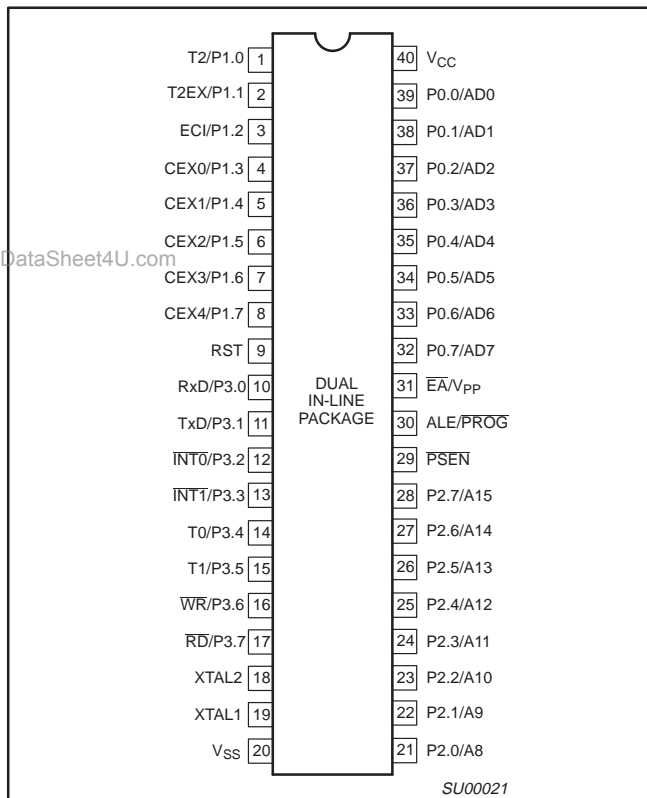 T2/P1.0 1
T2EX/P1.1 2
ECI/P1.2 3
CEX0/P1.3 4
CEX1/P1.4 5
CEX2/P1.5 6
DataSheet4U.com
CEX3/P1.6 7
CEX4/P1.7 8
RST 9
RxD/P3.0 10
TxD/P3.1 11
INT0/P3.2 12
INT1/P3.3 13
T0/P3.4 14
T1/P3.5 15
WR/P3.6 16
RD/P3.7 17
XTAL2 18
XTAL1 19
VSS 20
DUAL
IN-LINE
PACKAGE
40 VCC
39 P0.0/AD0
38 P0.1/AD1
37 P0.2/AD2
36 P0.3/AD3
35 P0.4/AD4
34 P0.5/AD5
33 P0.6/AD6
32 P0.7/AD7
31 EA/VPP
30 ALE/PROG
29 PSEN
28 P2.7/A15
27 P2.6/A14
26 P2.5/A13
25 P2.4/A12
24 P2.3/A11
23 P2.2/A10
22 P2.1/A9
21 P2.0/A8
SU00021